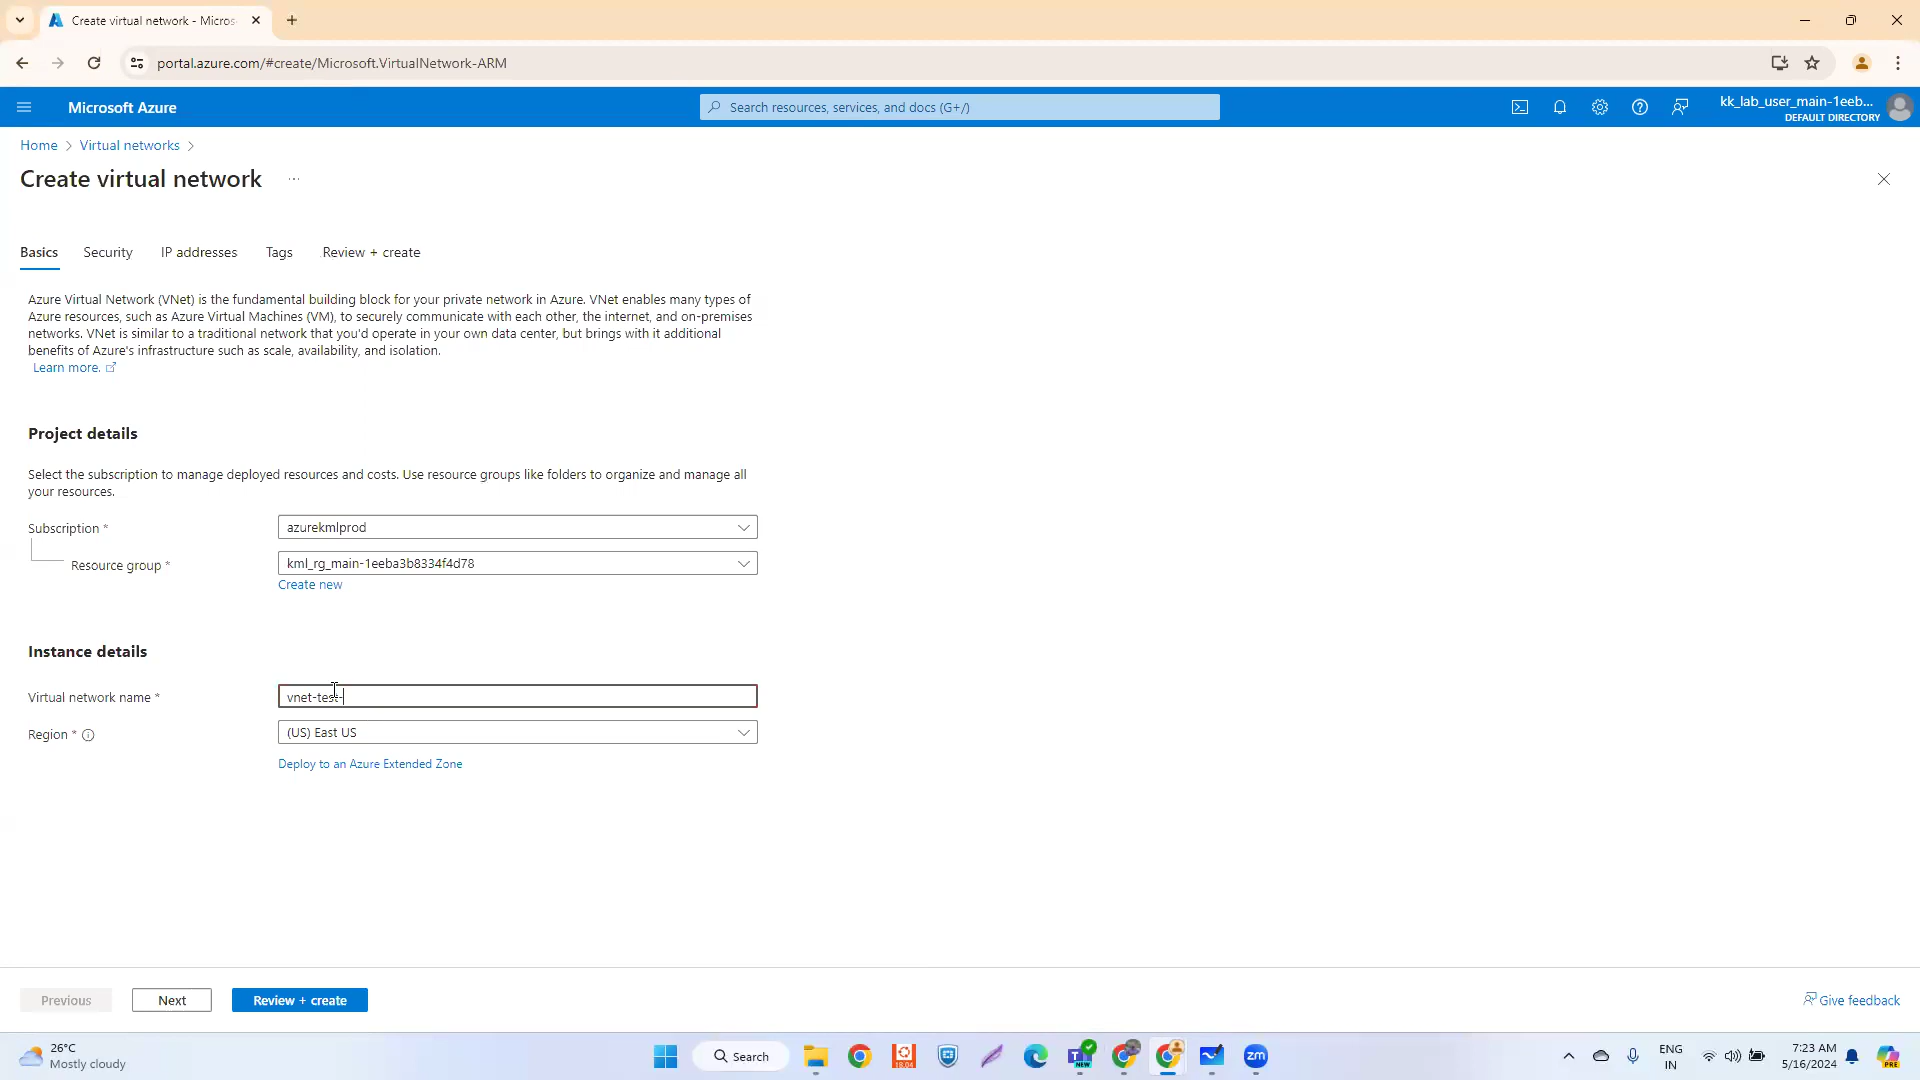 Create virtual network - Micros
portal.azure.com/#create/Microsoft.VirtualNetwork-ARM
Microsoft Azure
Search resources, services, and docs (G+/)
kk_lab_user_main-1eeb...
DEFAULT DIRECTORY
Home > Virtual networks >
Create virtual network ...
Basics
Security
IP addresses
Tags
Review + create
Azure Virtual Network (VNet) is the fundamental building block for your private network in Azure. VNet enables many types of
Azure resources, such as Azure Virtual Machines (VM), to securely communicate with each other, the internet, and on-premises
networks. VNet is similar to a traditional network that you'd operate in your own data center, but brings with it additional
benefits of Azure's infrastructure such as scale, availability, and isolation.
Learn more.
Project details
Select the subscription to manage deployed resources and costs. Use resource groups like folders to organize and manage all
your resources.
Subscription *
azurekmlprod
Resource group *
kml_rg_main-1eeba3b8334f4d78
Create new
Instance details
Virtual network name *
vnet-test-
Region *
(US) East US
Deploy to an Azure Extended Zone
Previous
Next
Review + create
Give feedback
26°C
Mostly cloudy
Search
18.04
NEW
zm
ENG
IN
7:23 AM
5/16/2024
PRE